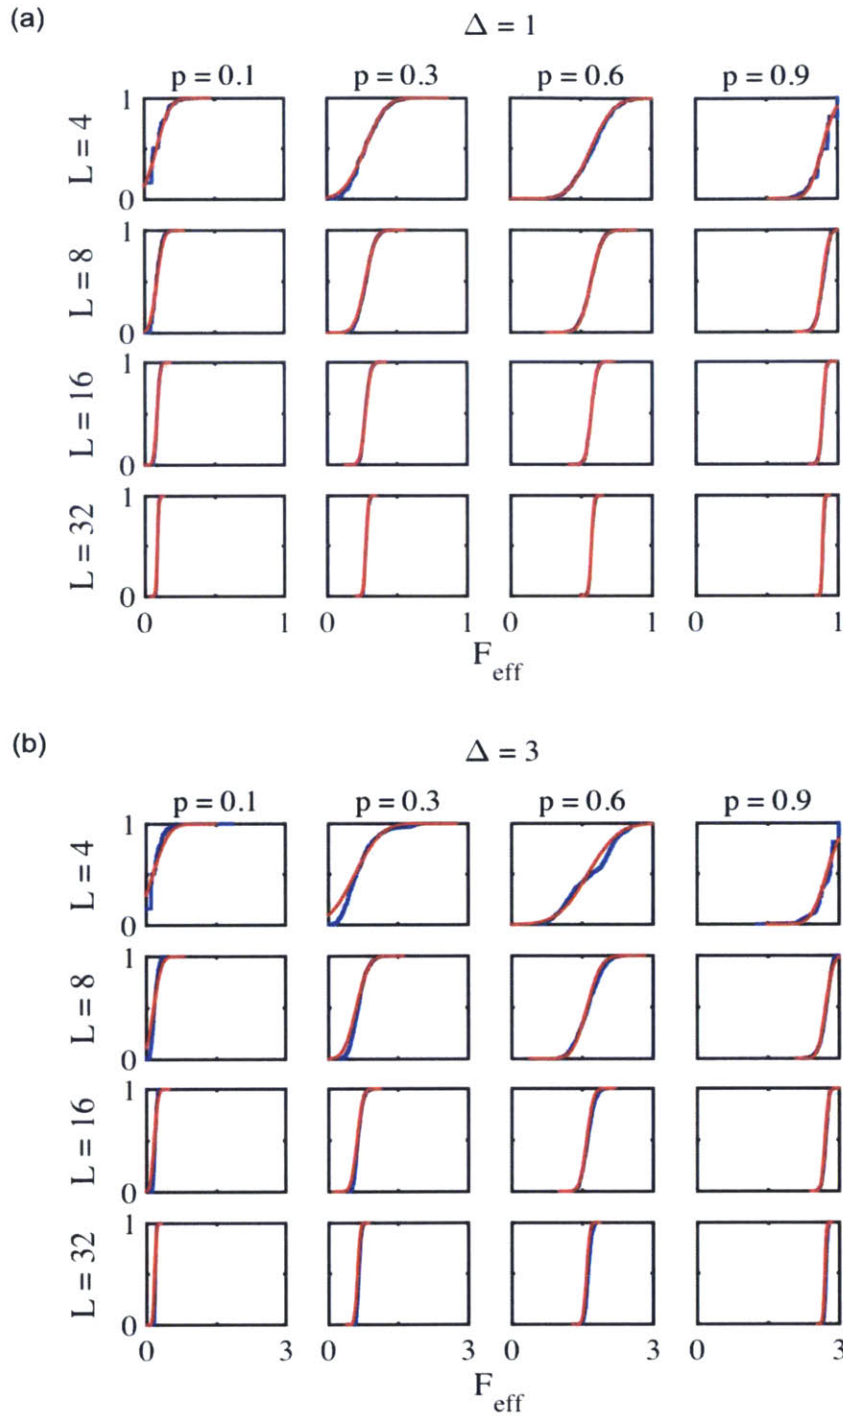 (a)
Δ = 1
p = 0.1 p = 0.3 p = 0.6 p = 0.9
L = 4
1
0
L = 8
1
0
L = 16
1
0
L = 32
1
0
0 1 0 1 0 1 0 1
F_eff
(b)
Δ = 3
p = 0.1 p = 0.3 p = 0.6 p = 0.9
L = 4
1
0
L = 8
1
0
L = 16
1
0
L = 32
1
0
0 3 0 3 0 3 0 3
F_eff